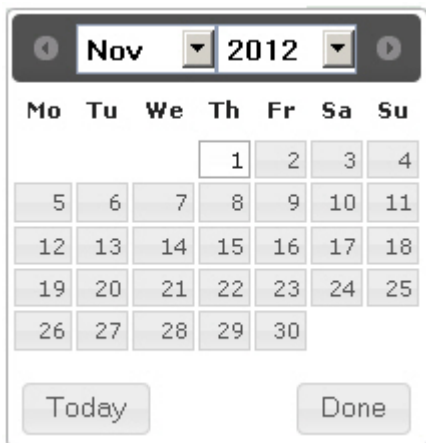 Nov 2012
Mo Tu We Th Fr Sa Su
1 2 3 4
5 6 7 8 9 10 11
12 13 14 15 16 17 18
19 20 21 22 23 24 25
26 27 28 29 30
Today Done